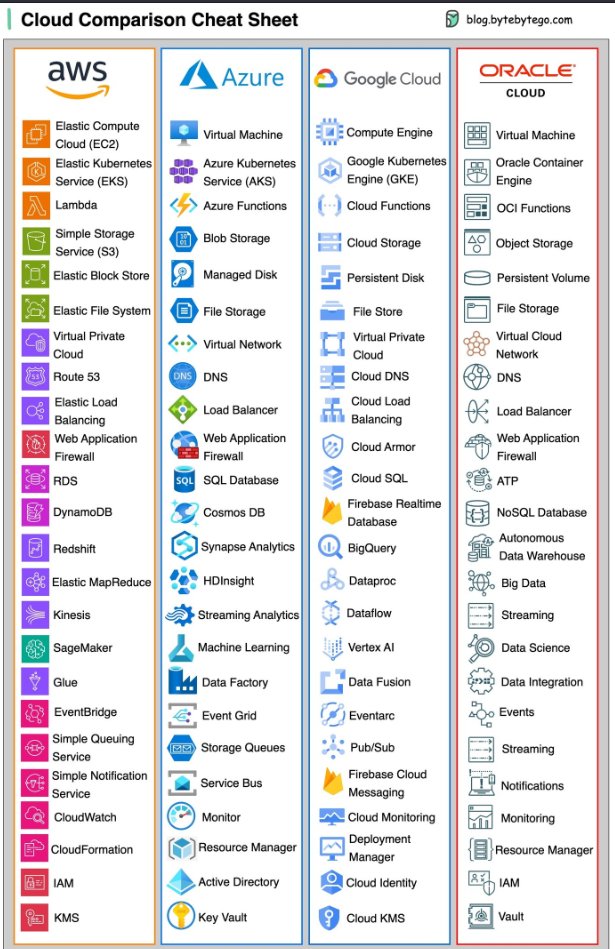 Cloud Comparison Cheat Sheet
blog.bytebytego.com
aws
Azure
Google Cloud
ORACLE
CLOUD
Elastic Compute
Cloud (EC2)
Virtual Machine
Compute Engine
Virtual Machine
Elastic Kubernetes
Service (EKS)
Azure Kubernetes
Service (AKS)
Google Kubernetes
Engine (GKE)
Oracle Container
Engine
Lambda
Azure Functions
Cloud Functions
OCI Functions
Simple Storage
Service (S3)
Blob Storage
Cloud Storage
Object Storage
Elastic Block Store
Managed Disk
Persistent Disk
Persistent Volume
Elastic File System
File Storage
File Store
File Storage
Virtual Private
Cloud
Virtual Network
Virtual Private
Cloud
Virtual Cloud
Network
53
Route 53
DNS
DNS
Cloud DNS
DNS
Elastic Load
Balancing
Load Balancer
Cloud Load
Balancing
Load Balancer
Web Application
Firewall
Web Application
Firewall
Cloud Armor
Web Application
Firewall
RDS
SQL
SQL Database
Cloud SQL
ATP
DynamoDB
Cosmos DB
Firebase Realtime
Database
NoSQL Database
Redshift
Synapse Analytics
BigQuery
Autonomous
Data Warehouse
Elastic MapReduce
HDInsight
Dataproc
Big Data
Kinesis
Streaming Analytics
Dataflow
Streaming
SageMaker
Machine Learning
Vertex AI
Data Science
Glue
Data Factory
Data Fusion
Data Integration
EventBridge
Event Grid
Eventarc
Events
Simple Queuing
Service
Storage Queues
Pub/Sub
Streaming
Simple Notification
Service
Service Bus
Firebase Cloud
Messaging
Notifications
CloudWatch
Monitor
Cloud Monitoring
Monitoring
CloudFormation
Resource Manager
Deployment
Manager
Resource Manager
IAM
Active Directory
Cloud Identity
IAM
KMS
Key Vault
Cloud KMS
Vault